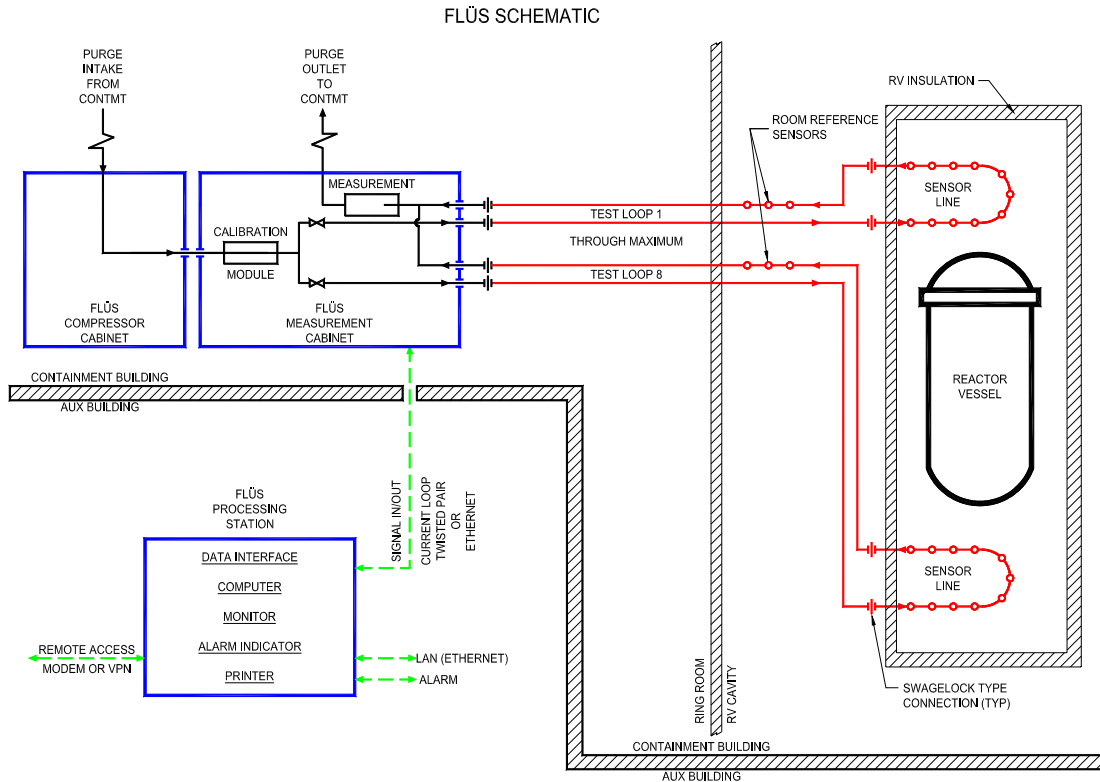 FLÜS SCHEMATIC
PURGE
INTAKE
FROM
CONTMT
PURGE
OUTLET
TO
CONTMT
RV INSULATION
ROOM REFERENCE
SENSORS
MEASUREMENT
CALIBRATION
MODULE
FLÜS
COMPRESSOR
CABINET
FLÜS
MEASUREMENT
CABINET
TEST LOOP 1
THROUGH MAXIMUM
TEST LOOP 8
SENSOR
LINE
REACTOR
VESSEL
SENSOR
LINE
CONTAINMENT BUILDING
AUX BUILDING
SIGNAL IN/OUT
CURRENT LOOP
TWISTED PAIR
OR
ETHERNET
FLÜS
PROCESSING
STATION
DATA INTERFACE
COMPUTER
MONITOR
ALARM INDICATOR
PRINTER
REMOTE ACCESS
MODEM OR VPN
LAN (ETHERNET)
ALARM
RING ROOM
RV CAVITY
SWAGELOCK TYPE
CONNECTION (TYP)
CONTAINMENT BUILDING
AUX BUILDING